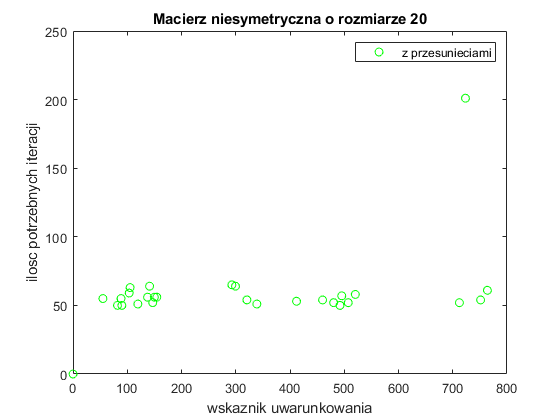 Macierz niesymetryczna o rozmiarze 20
250
200
150
100
50
0
ilosc potrzebnych iteracji
z przesunieciami
0 100 200 300 400 500 600 700 800
wskaznik uwarunkowania